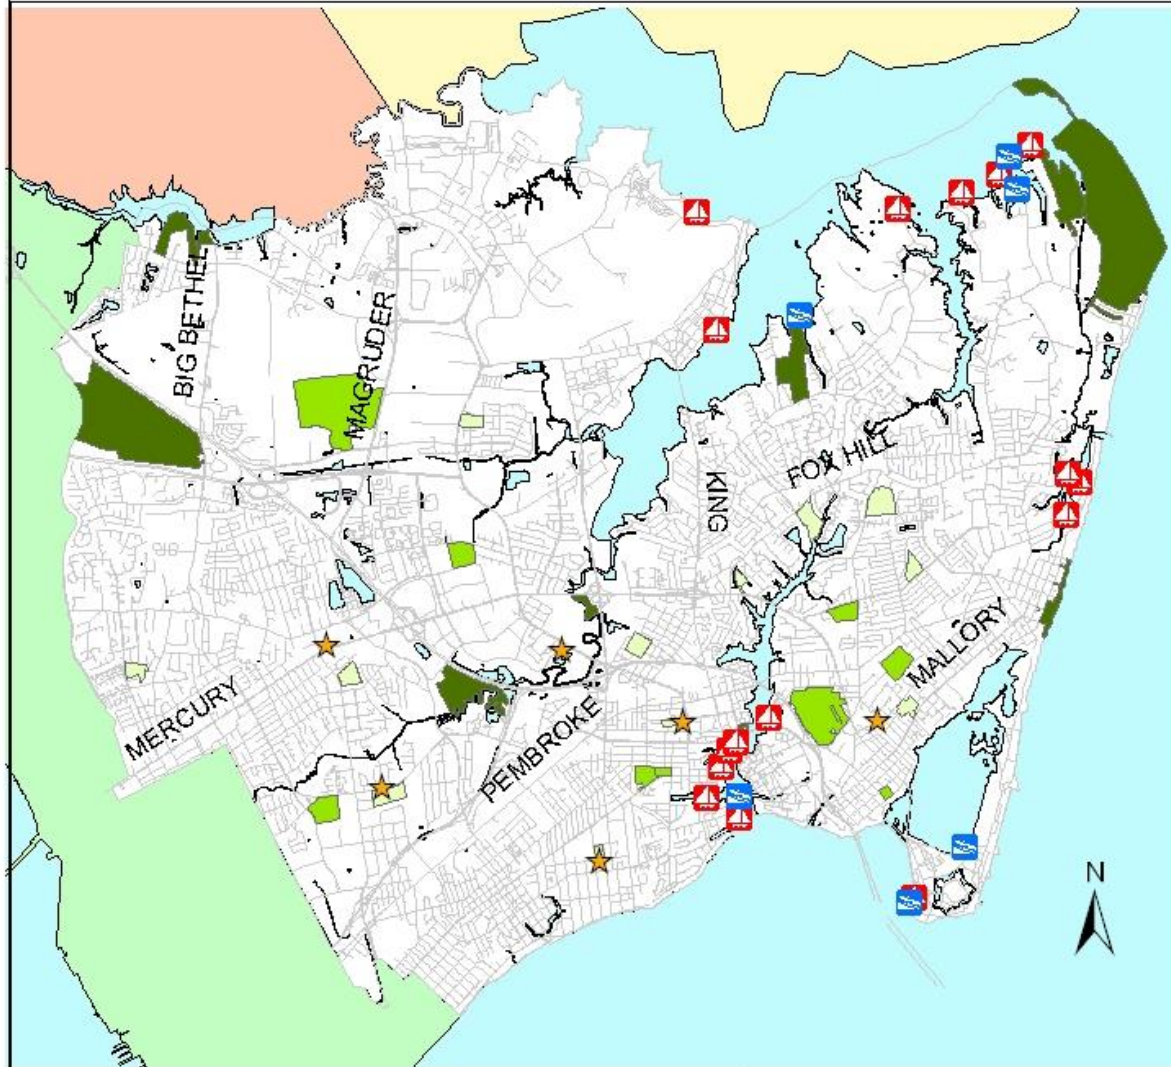 BIG BETHEL
MAGRUDER
KING
FOX HILL
MERCURY
PEMBROKE
MALLORY
N